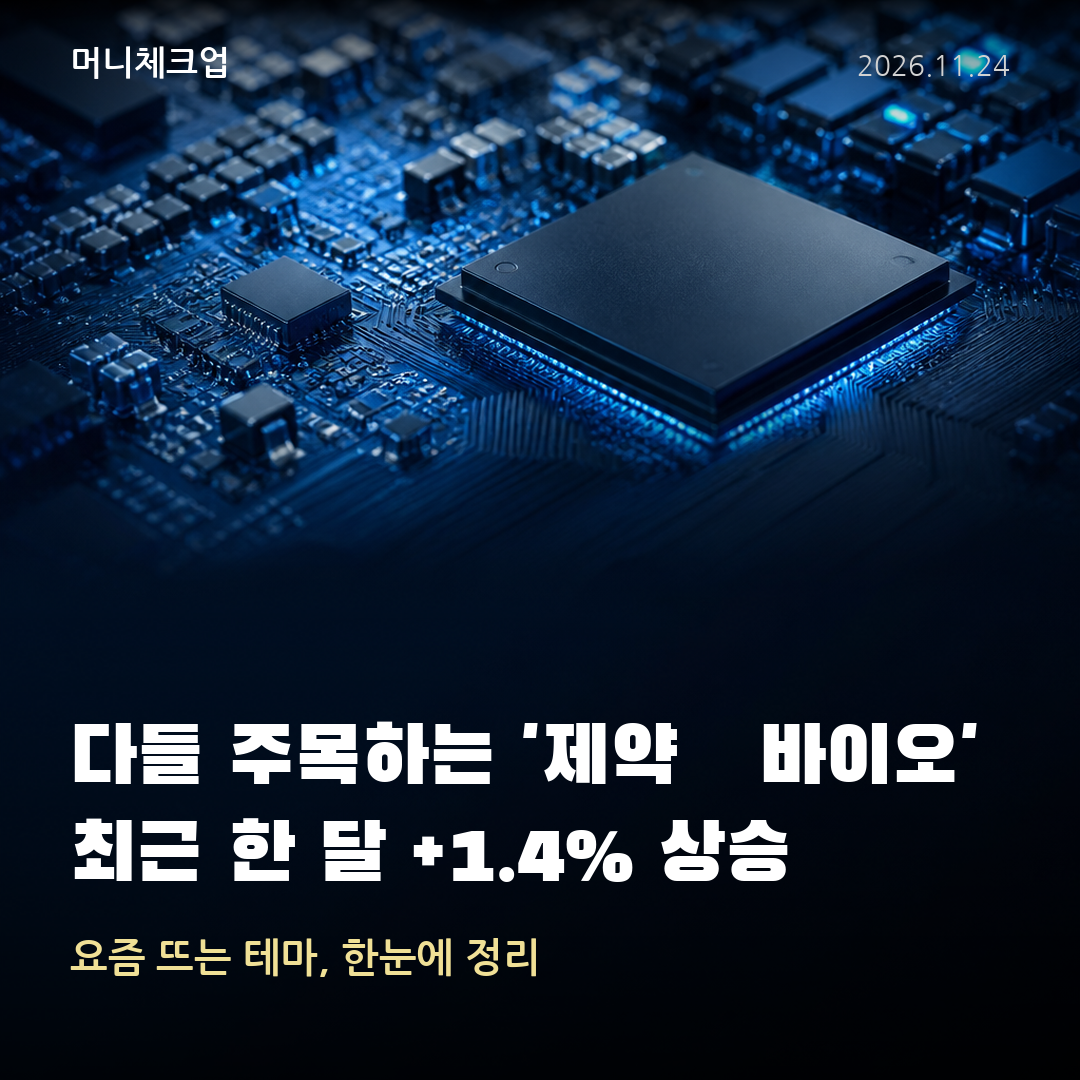 머니체크업
2026.11.24
다들 주목하는 '제약 바이오'
최근 한 달 +1.4% 상승
요즘 뜨는 테마, 한눈에 정리